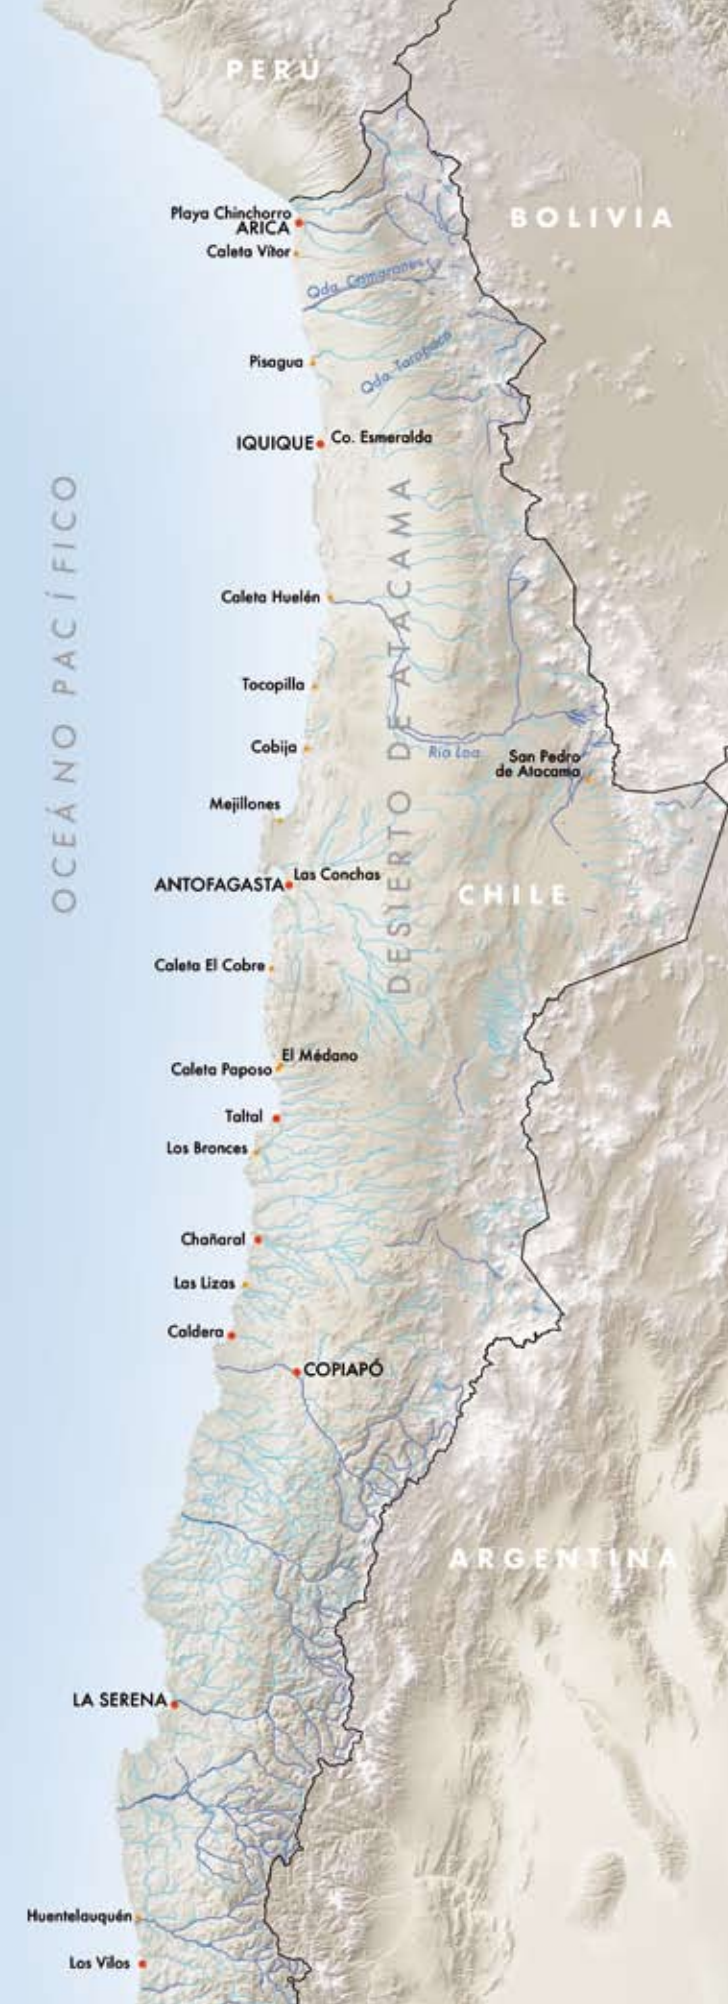 PERÚ
Playa Chinchorro
ARICA
BOLIVIA
Caleta Vítor
Qda. Camarones
Qda. Tarapacá
Pisagua
IQUIQUE
Co. Esmeralda
OCEÁNO PACÍFICO
DESIERTO DE ATACAMA
Caleta Huelén
Tocopilla
Cobija
Río Loa
San Pedro
de Atacama
Mejillones
Las Conchas
ANTOFAGASTA
CHILE
Caleta El Cobre
El Médano
Caleta Paposo
Taltal
Los Bronces
Chañaral
Las Lizas
Caldera
COPIAPÓ
ARGENTINA
LA SERENA
Huentelauquén
Los Vilos